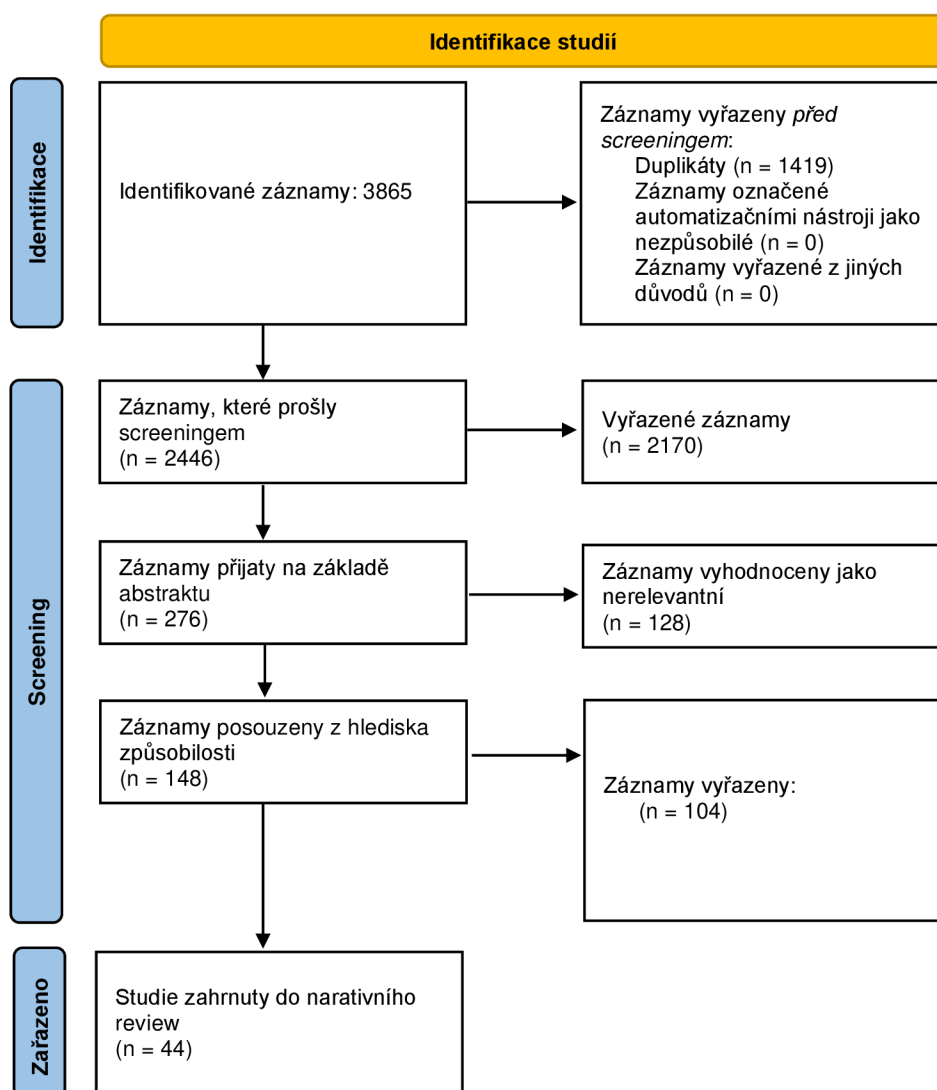 Identifikace studií
Identifikace
Identifikované záznamy: 3865
Záznamy vyřazeny před
screeningem:
Duplikáty (n = 1419)
Záznamy označené
automatizačními nástroji jako
nezpůsobilé (n = 0)
Záznamy vyřazené z jiných
důvodů (n = 0)
Screening
Záznamy, které prošly
screeningem
(n = 2446)
Vyřazené záznamy
(n = 2170)
Záznamy přijaty na základě
abstraktu
(n = 276)
Záznamy vyhodnoceny jako
nerelevantní
(n = 128)
Záznamy posouzeny z hlediska
způsobilosti
(n = 148)
Záznamy vyřazeny:
(n = 104)
Zařazeno
Studie zahrnuty do narativního
review
(n = 44)